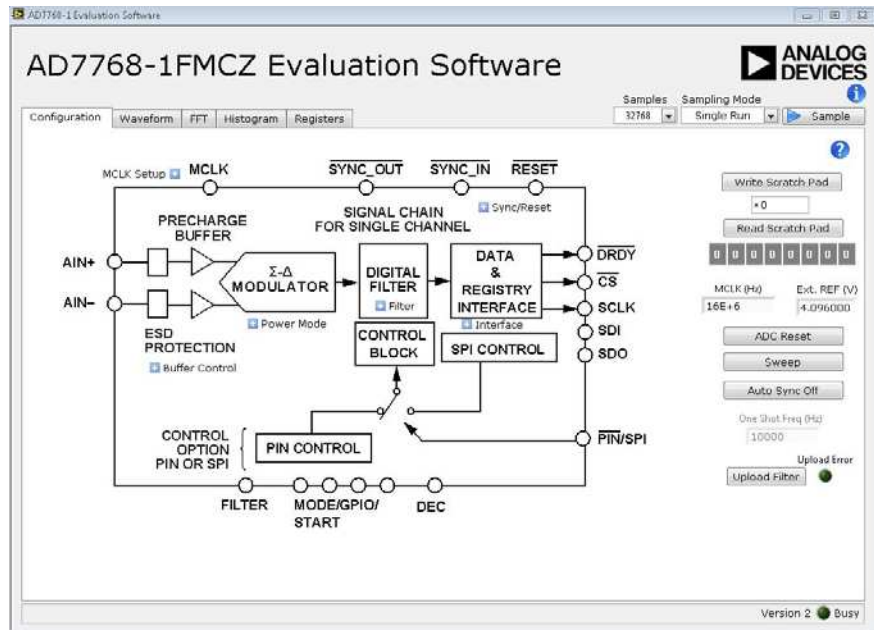 AD7768-1 Evaluation Software
AD7768-1FMCZ Evaluation Software
ANALOG
DEVICES
Samples Sampling Mode
32768 Single Run Sample
Configuration Waveform FFT Histogram Registers
MCLK Setup MCLK SYNC_OUT SYNC_IN RESET
Sync/Reset
Write Scratch Pad
x0
Read Scratch Pad
0 0 0 0 0 0 0 0
PRECHARGE
BUFFER
SIGNAL CHAIN
FOR SINGLE CHANNEL
AIN+
AIN–
Σ-Δ
MODULATOR
DIGITAL
FILTER
Filter
DATA
&
REGISTRY
INTERFACE
DRDY
CS
SCLK
SDI
SDO
MCLK (Hz) Ext. REF (V)
16E+6 4.096000
Power Mode
Interface
ESD
PROTECTION
Buffer Control
CONTROL
BLOCK
SPI CONTROL
ADC Reset
Sweep
Auto Sync Off
One Shot Freq (Hz)
10000
CONTROL
OPTION
PIN OR SPI
PIN CONTROL
PIN/SPI
Upload Error
Upload Filter
FILTER MODE/GPIO/
START
DEC
Version 2 Busy